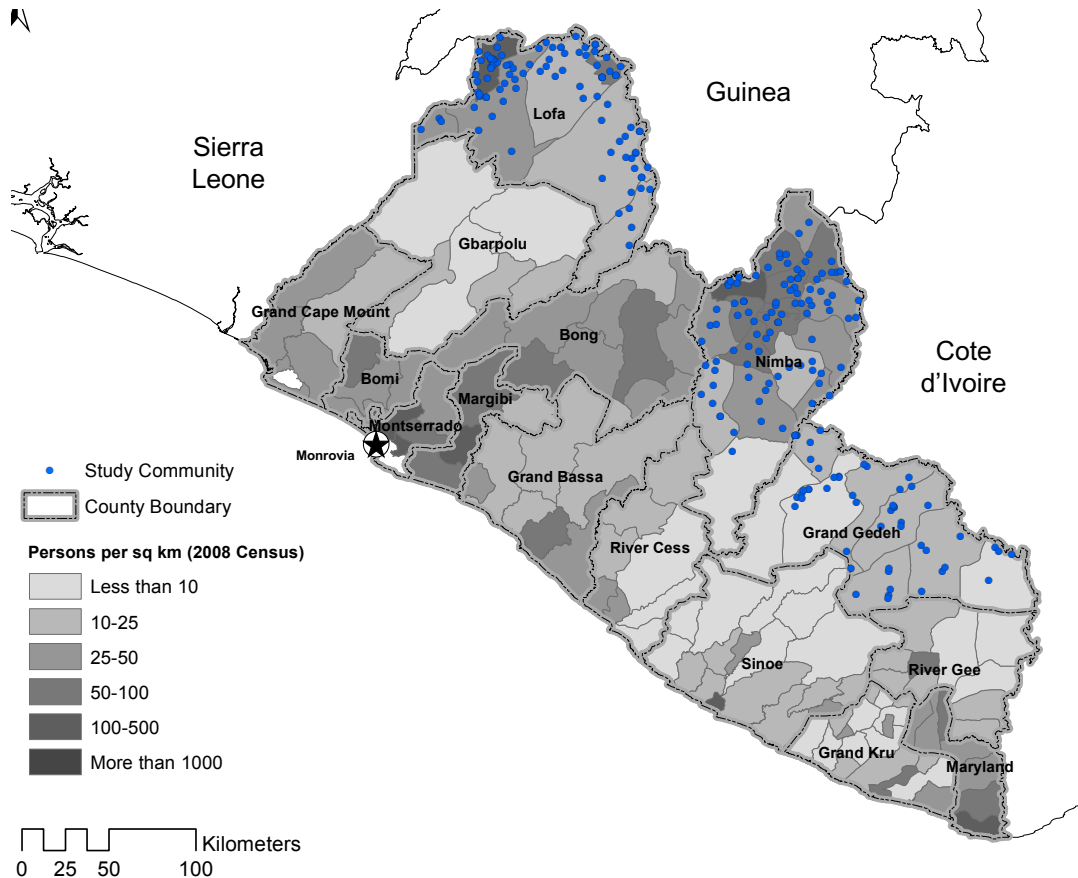 Guinea
Lofa
Sierra
Leone
Gbarpolu
Grand Cape Mount
Bong
Nimba
Cote
d'Ivoire
Bomi
Margibi
Montserrado
Monrovia
Grand Bassa
River Cess
Grand Gedeh
Sinoe
River Gee
Grand Kru
Maryland
Study Community
County Boundary
Persons per sq km (2008 Census)
Less than 10
10-25
25-50
50-100
100-500
More than 1000
Kilometers
0 25 50 100